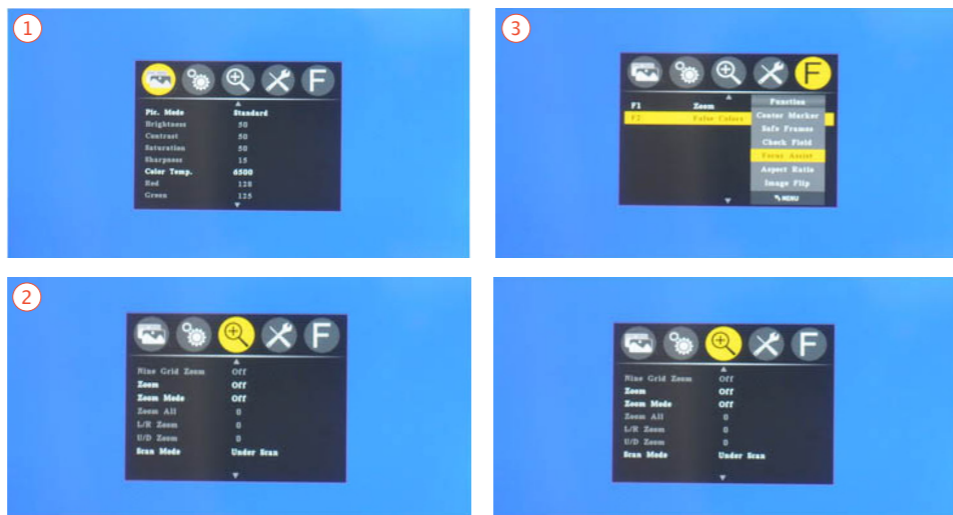 1
F
Pic. Mode Standard
Brightness 50
Contrast 50
Saturation 50
Sharpness 15
Color Temp. 6500
Red 128
Green 125
3
F
F1 Zoom
F2 False Colors
Function
Center Marker
Safe Frames
Check Field
Focus Assist
Aspect Ratio
Image Flip
MENU
2
F
Nine Grid Zoom Off
Zoom Off
Zoom Mode Off
Zoom All 0
L/R Zoom 0
U/D Zoom 0
Scan Mode Under Scan
F
Nine Grid Zoom Off
Zoom Off
Zoom Mode Off
Zoom All 0
L/R Zoom 0
U/D Zoom 0
Scan Mode Under Scan